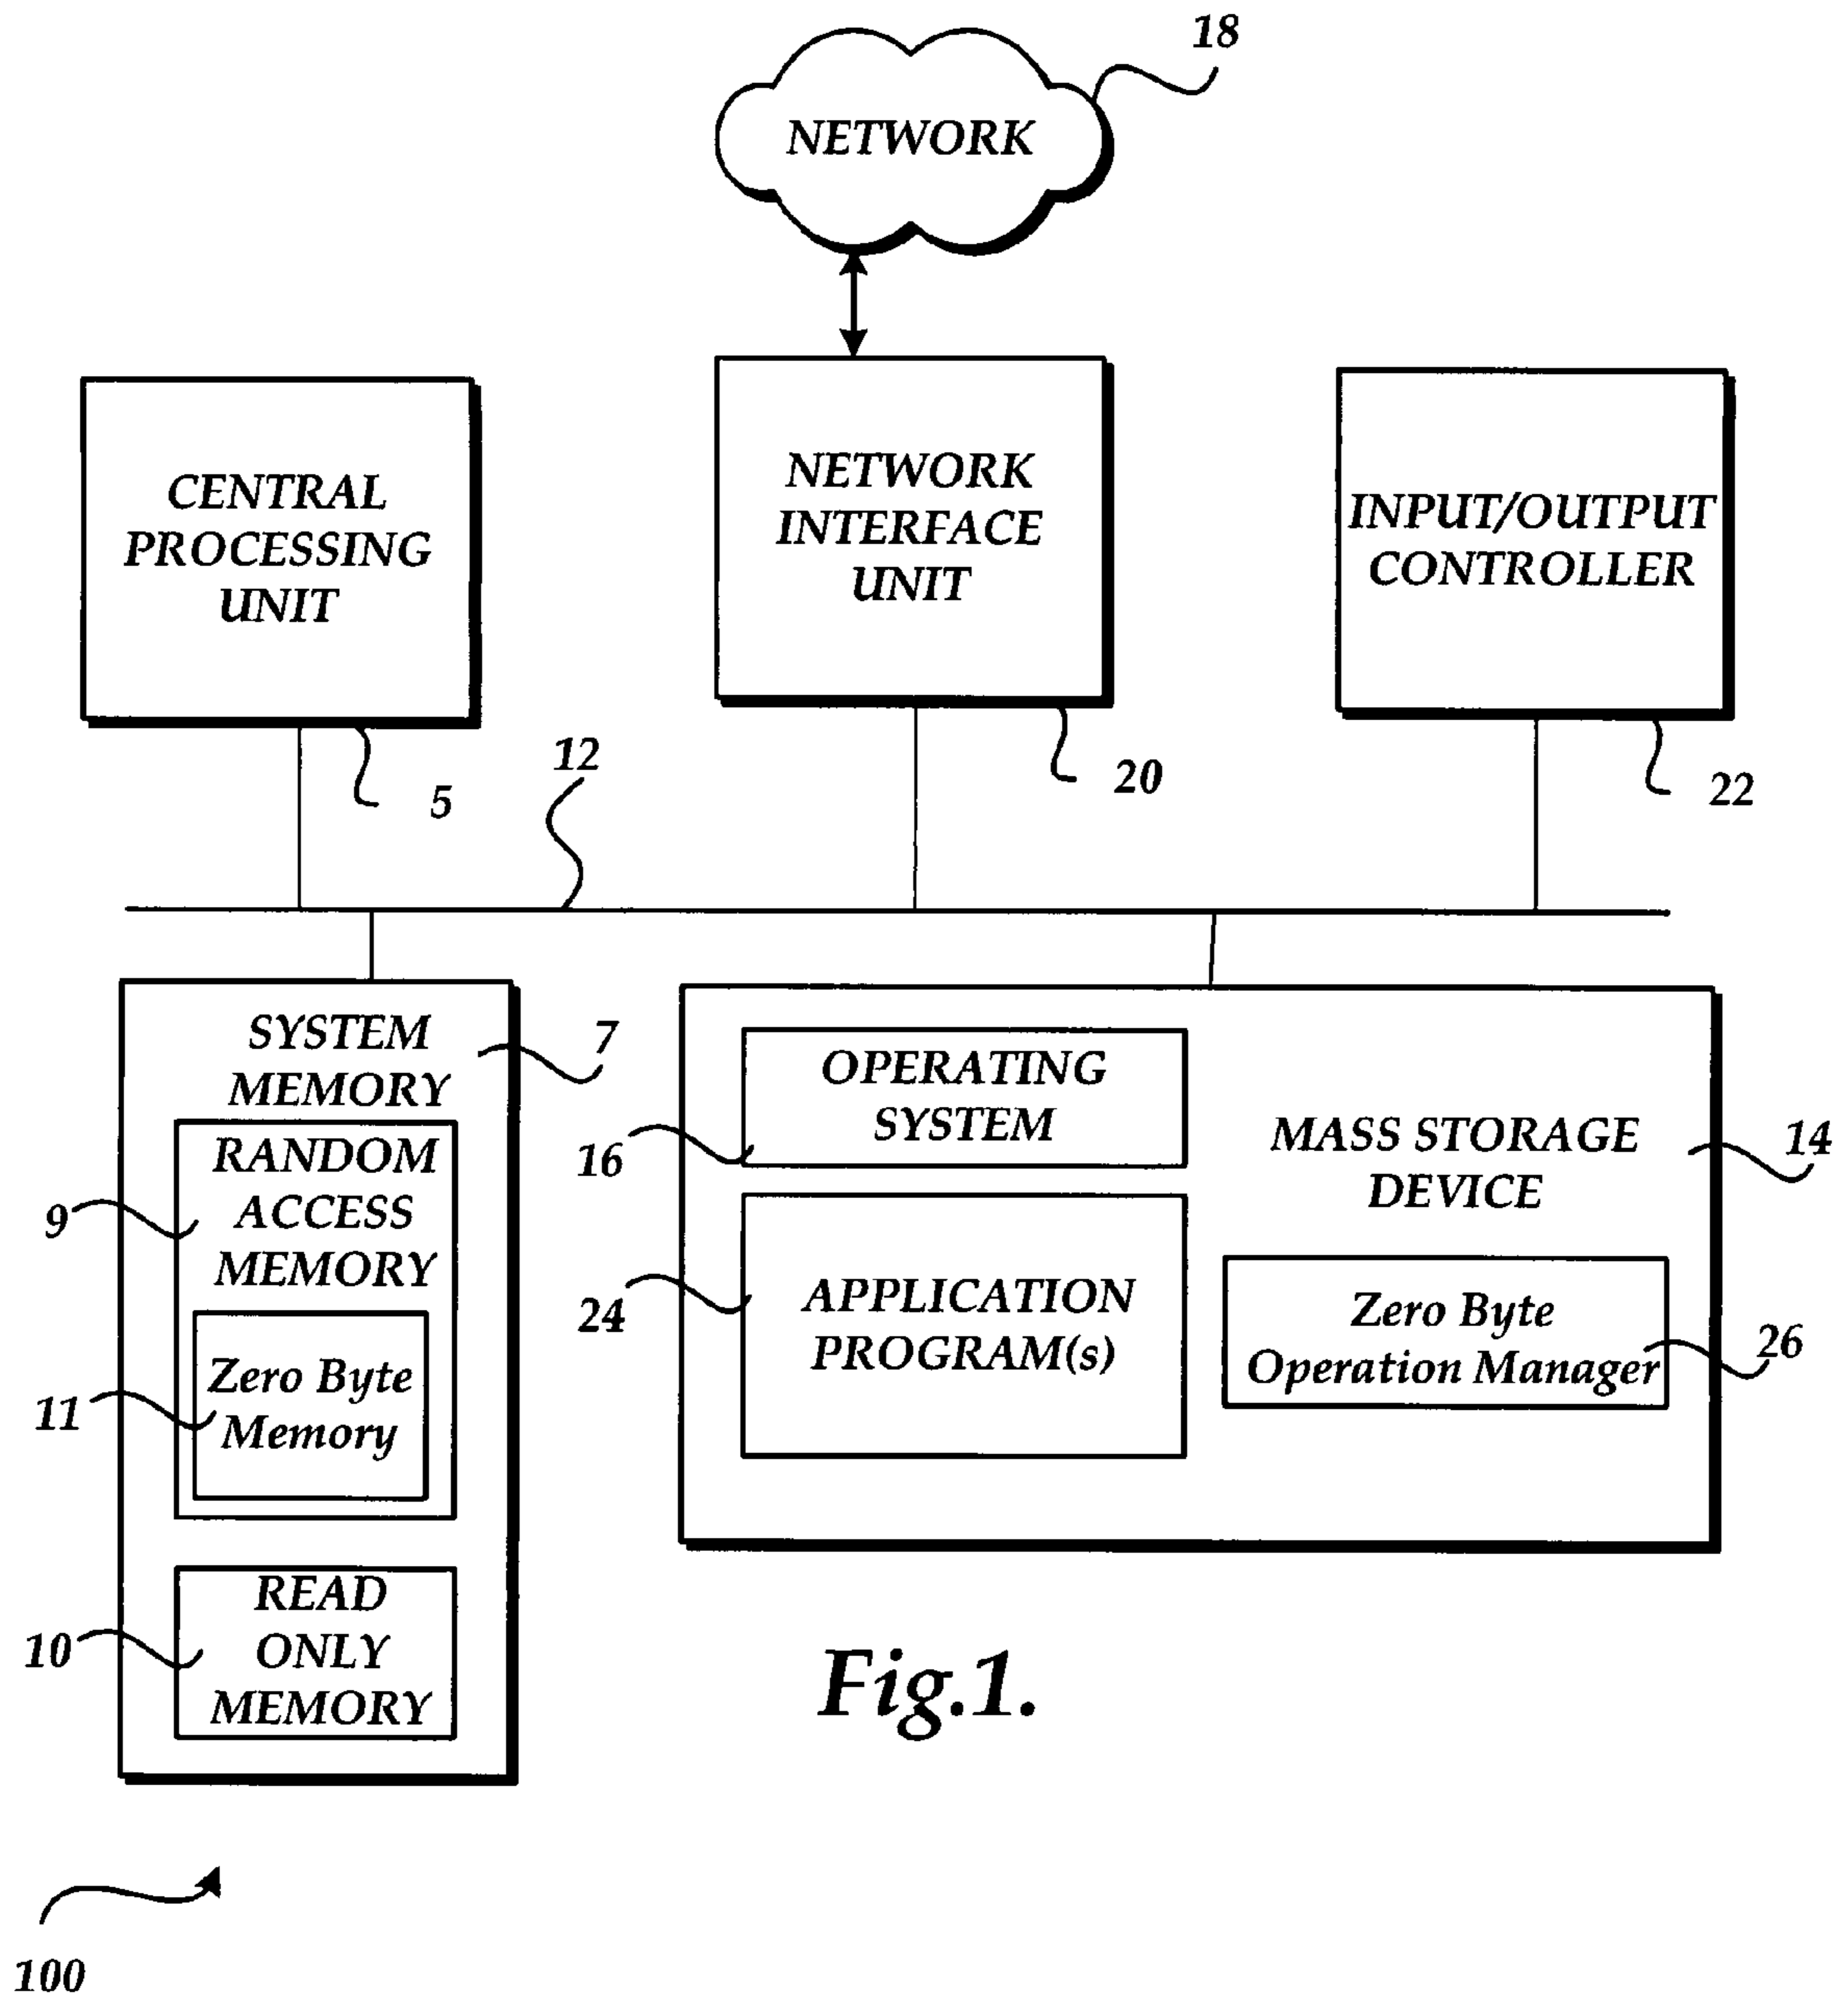 18
NETWORK
CENTRAL
PROCESSING
UNIT
5
NETWORK
INTERFACE
UNIT
20
INPUT/OUTPUT
CONTROLLER
22
12
SYSTEM
MEMORY
7
RANDOM
ACCESS
MEMORY
9
Zero Byte
Memory
11
READ
ONLY
MEMORY
10
OPERATING
SYSTEM
16
APPLICATION
PROGRAM(s)
24
MASS STORAGE
DEVICE
14
Zero Byte
Operation Manager
26
Fig.1.
100